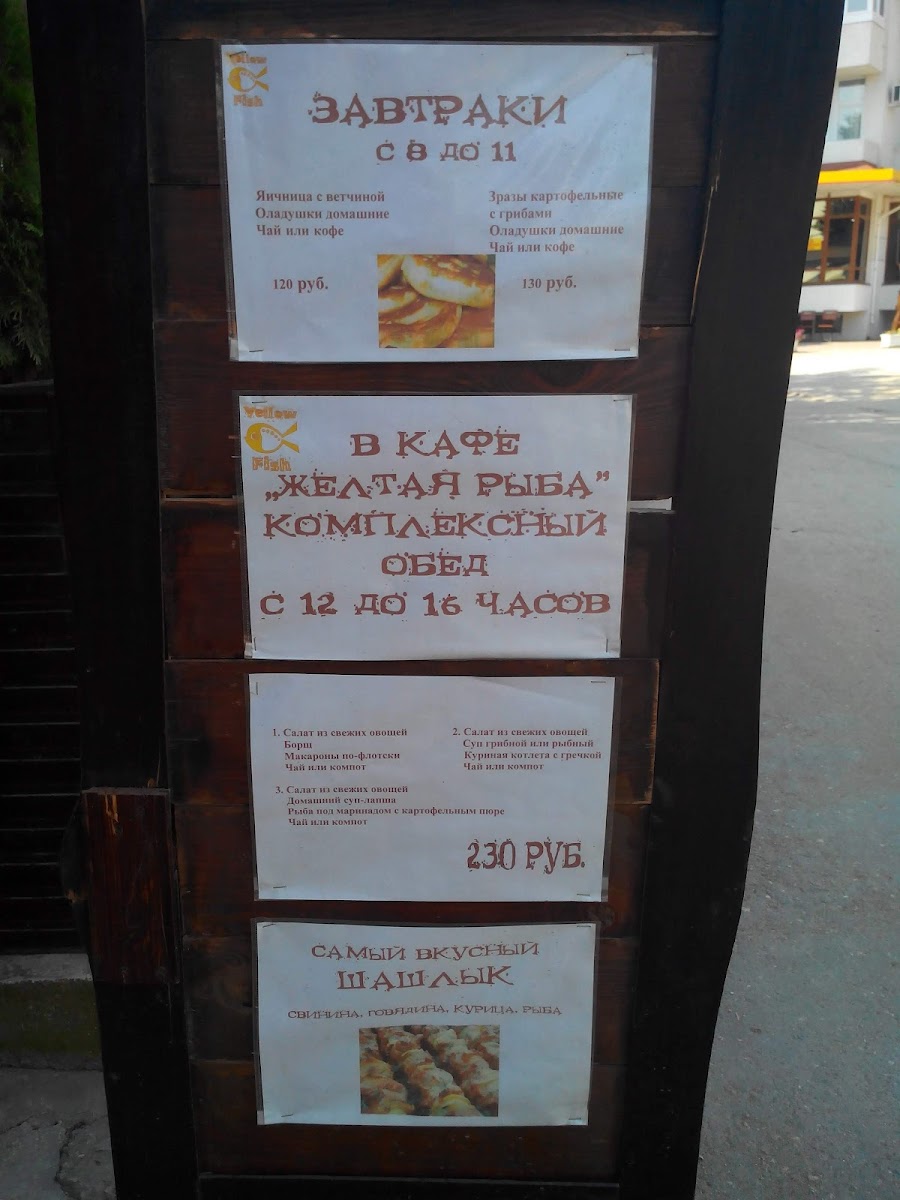 Yellow
Fish
ЗАВТРАКИ
С 8 ДО 11
Яичница с ветчиной
Оладушки домашние
Чай или кофе
120 руб.
Зразы картофельные
с грибами
Оладушки домашние
Чай или кофе
130 руб.
Yellow
Fish
В КАФЕ
„ЖЕЛТАЯ РЫБА”
КОМПЛЕКСНЫЙ
ОБЕД
С 12 ДО 16 ЧАСОВ
1. Салат из свежих овощей
Борщ
Макароны по-флотски
Чай или компот
2. Салат из свежих овощей
Суп грибной или рыбный
Куриная котлета с гречкой
Чай или компот
3. Салат из свежих овощей
Домашний суп-лапша
Рыба под маринадом с картофельным пюре
Чай или компот
230 РУБ.
САМЫЙ ВКУСНЫЙ
ШАШЛЫК
СВИНИНА, ГОВЯДИНА, КУРИЦА, РЫБА